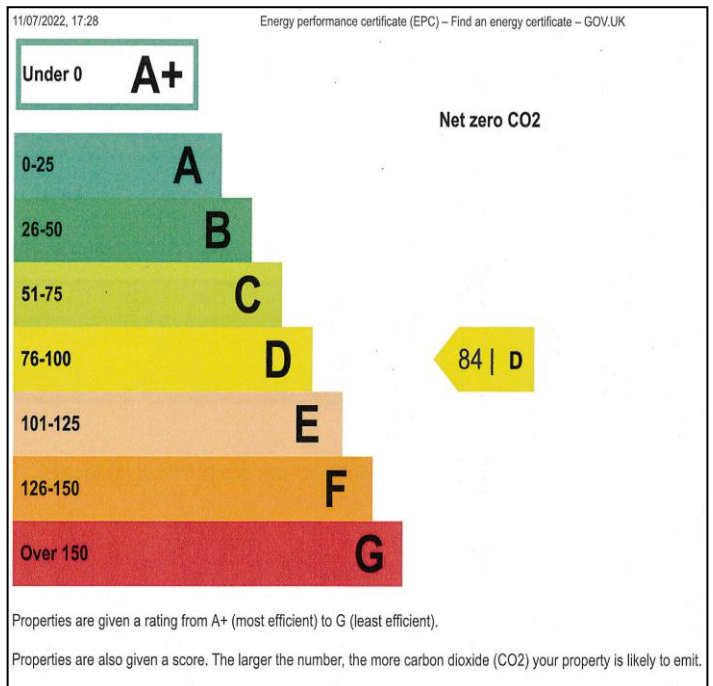 11/07/2022, 17:28 Energy performance certificate (EPC) – Find an energy certificate – GOV.UK
Under 0 A+
Net zero CO2
0-25 A
26-50 B
51-75 C
76-100 D 84 | D
101-125 E
126-150 F
Over 150 G
Properties are given a rating from A+ (most efficient) to G (least efficient).
Properties are also given a score. The larger the number, the more carbon dioxide (CO2) your property is likely to emit.